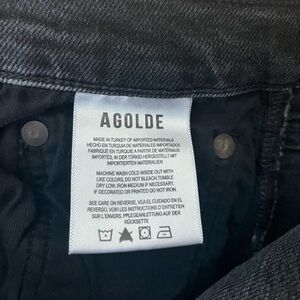 AGOLDE
MADE IN TURKEY OF IMPORTED MATERIALS
HECHO EN TURQUIA DE MATERIALES IMPORTADOS
FABRIQUÉ EN TURQUIE A PARTIR DE MATÉRIAUX
IMPORTÉS, IN DER TÜRKEI HERGESTELLT MIT
IMPORTIERTEN MATERIALIEN
MACHINE WASH COLD INSIDE OUT WITH
LIKE COLORS, DO NOT BLEACH, TUMBLE
DRY LOW, IRON MEDIUM IF NECESSARY,
IF DECORATED OR PRINTED DO NOT IRON.
SEE CARE ON REVERSE, VEA EL CUIDADO EN EL
REVERSO, VOIR LES INSTRUCTIONS D'ENTRETIEN
SUR L'ENVERS, PFLEGEANLEITUNG AUF DER
RÜCKSEITE